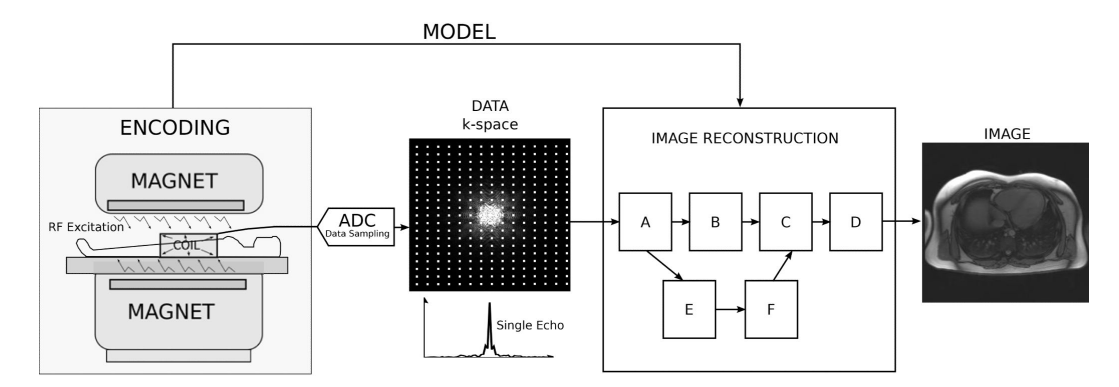 MODEL
ENCODING
MAGNET
RF Excitation
COIL
MAGNET
ADC
Data Sampling
DATA
k-space
Single Echo
IMAGE RECONSTRUCTION
A
B
C
D
E
F
IMAGE